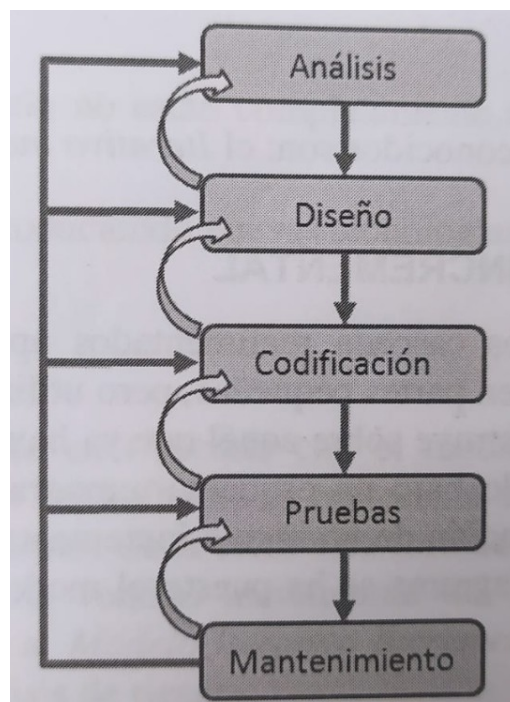 Análisis
Diseño
Codificación
Pruebas
Mantenimiento